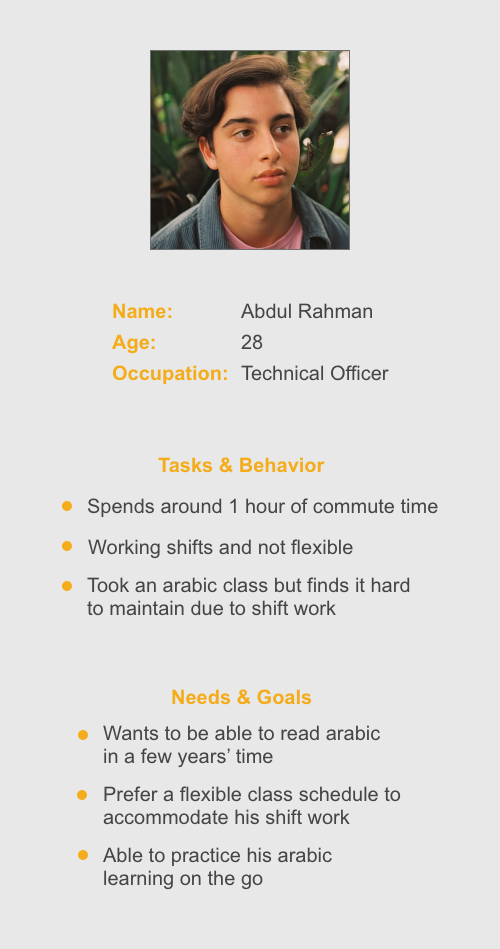 Name: Abdul Rahman
Age: 28
Occupation: Technical Officer
Tasks & Behavior
Spends around 1 hour of commute time
Working shifts and not flexible
Took an arabic class but finds it hard
to maintain due to shift work
Needs & Goals
Wants to be able to read arabic
in a few years’ time
Prefer a flexible class schedule to
accommodate his shift work
Able to practice his arabic
learning on the go